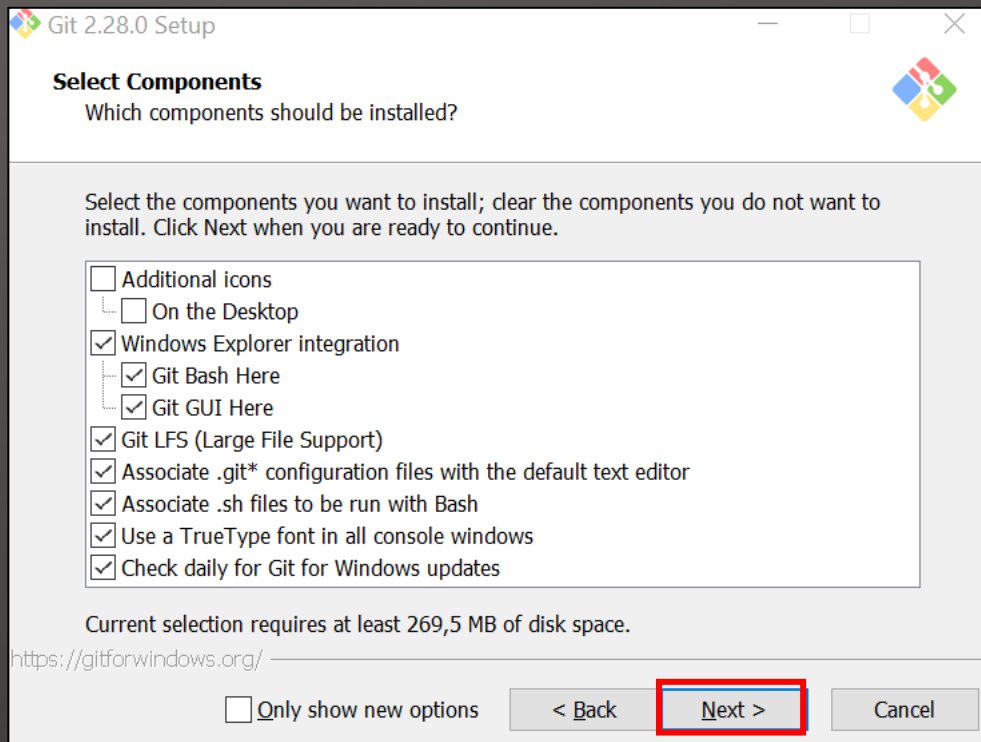 Git 2.28.0 Setup
Select Components
Which components should be installed?
Select the components you want to install; clear the components you do not want to
install. Click Next when you are ready to continue.
Additional icons
On the Desktop
Windows Explorer integration
Git Bash Here
Git GUI Here
Git LFS (Large File Support)
Associate .git* configuration files with the default text editor
Associate .sh files to be run with Bash
Use a TrueType font in all console windows
Check daily for Git for Windows updates
Current selection requires at least 269,5 MB of disk space.
https://gitforwindows.org/
Only show new options
< Back
Next >
Cancel